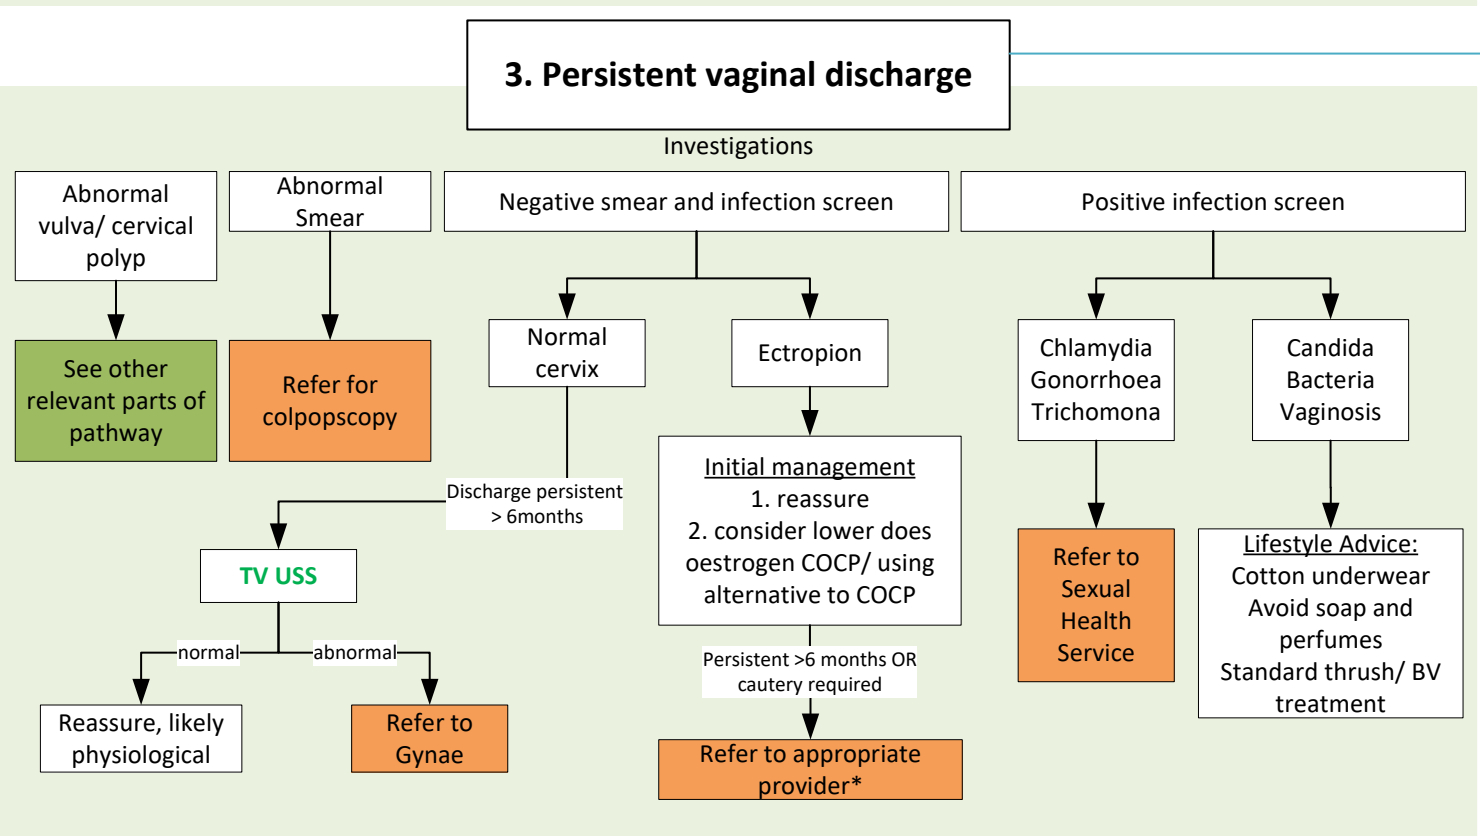 3. Persistent vaginal discharge
Investigations
Abnormal
vulva/ cervical
polyp
Abnormal
Smear
Negative smear and infection screen
Positive infection screen
See other
relevant parts of
pathway
Refer for
colpopscopy
Normal
cervix
Ectropion
Chlamydia
Gonorrhoea
Trichomona
Candida
Bacteria
Vaginosis
Discharge persistent
> 6months
Initial management
1. reassure
2. consider lower does
oestrogen COCP/ using
alternative to COCP
Refer to
Sexual
Health
Service
Lifestyle Advice:
Cotton underwear
Avoid soap and
perfumes
Standard thrush/ BV
treatment
TV USS
normal
abnormal
Persistent >6 months OR
cautery required
Reassure, likely
physiological
Refer to
Gynae
Refer to appropriate
provider*